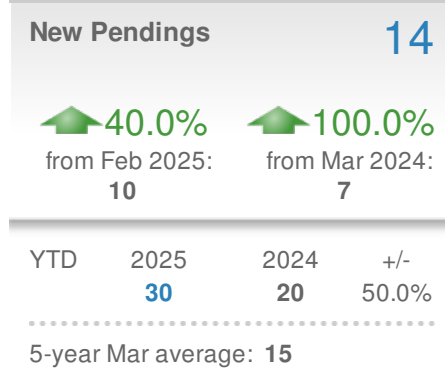 New Pendings 14
40.0% 100.0%
from Feb 2025: from Mar 2024:
10 7
YTD 2025 2024 +/-
30 20 50.0%
5-year Mar average: 15